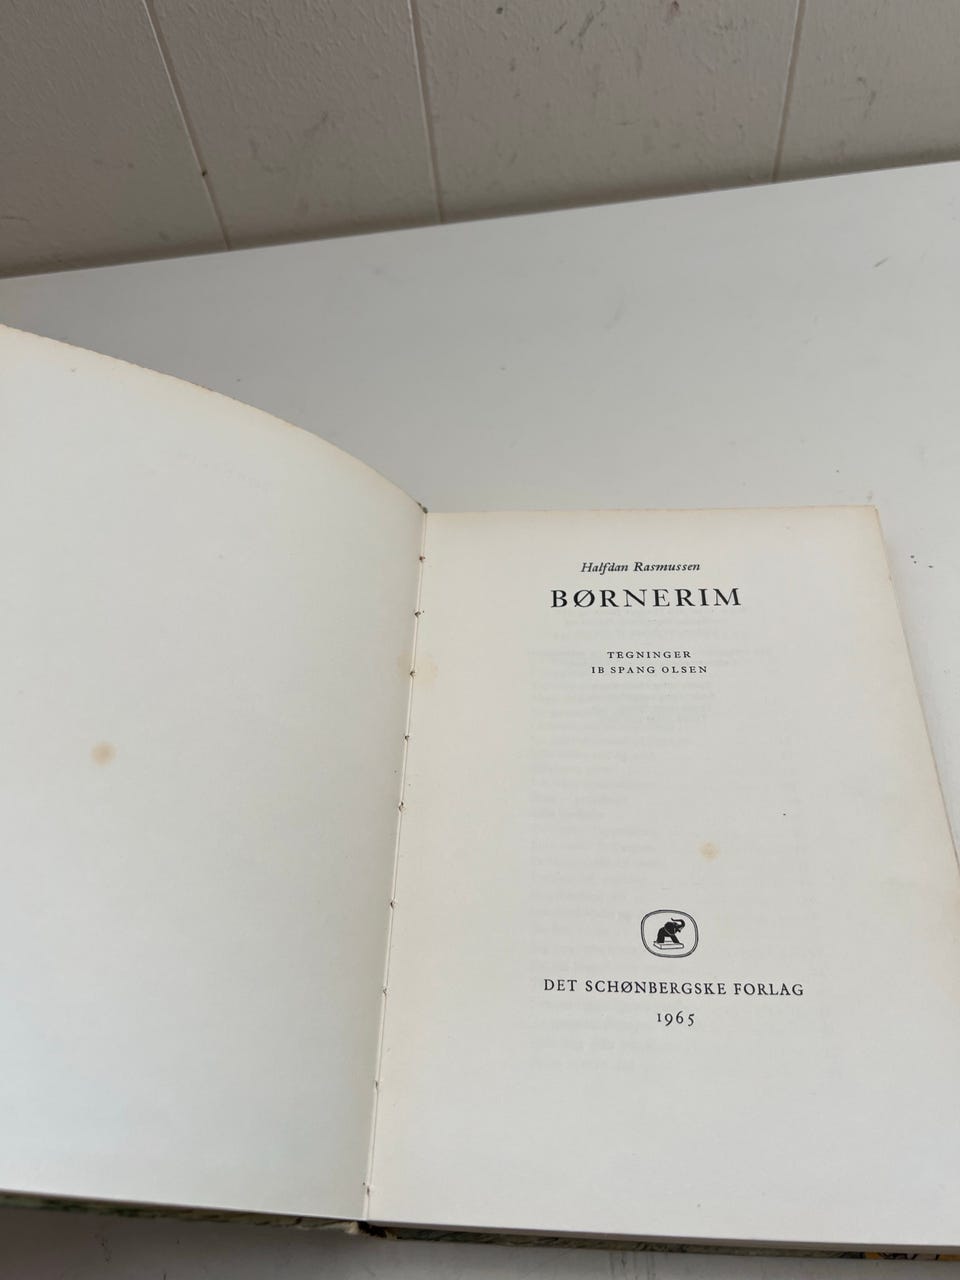 Halfdan Rasmussen
BØRNERIM
TEGNINGER
IB SPANG OLSEN
DET SCHØNBERGSKE FORLAG
1965